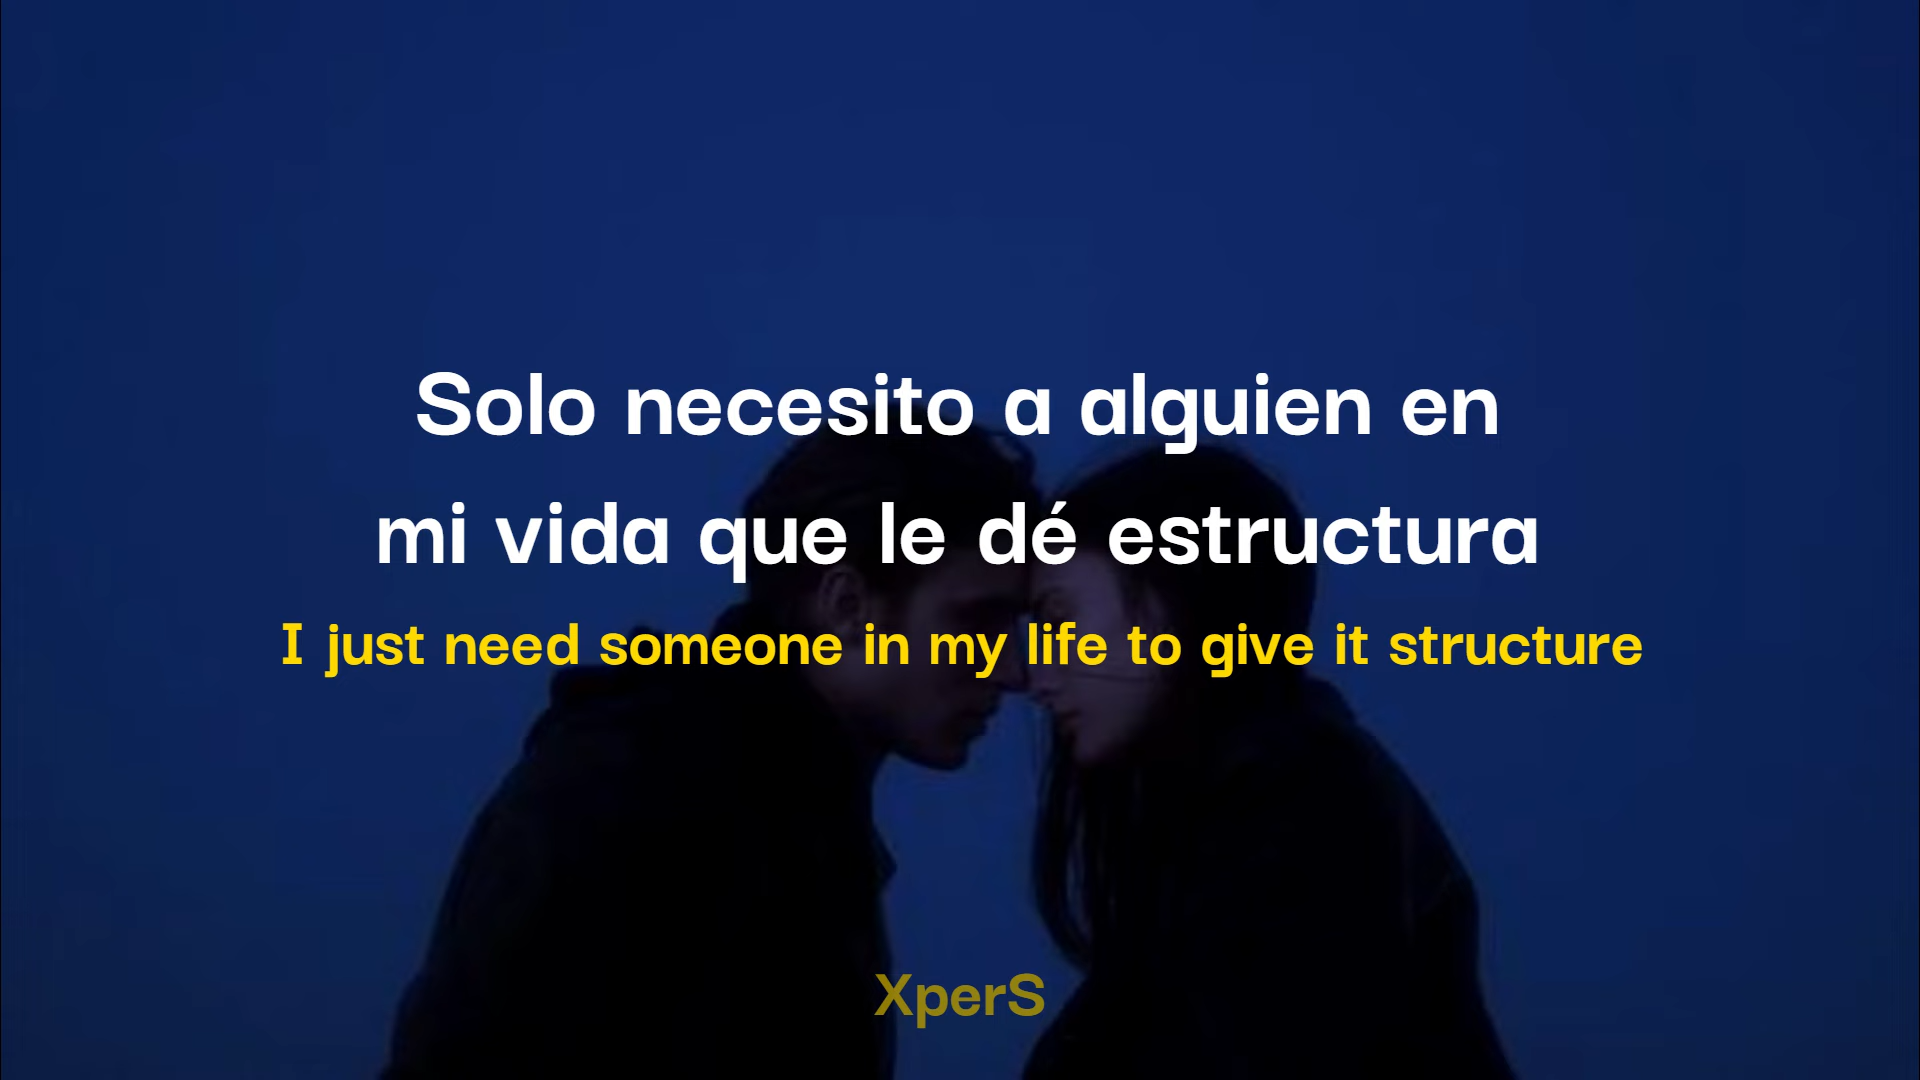 Solo necesito a alguien en
mi vida que le dé estructura
I just need someone in my life to give it structure
XperS